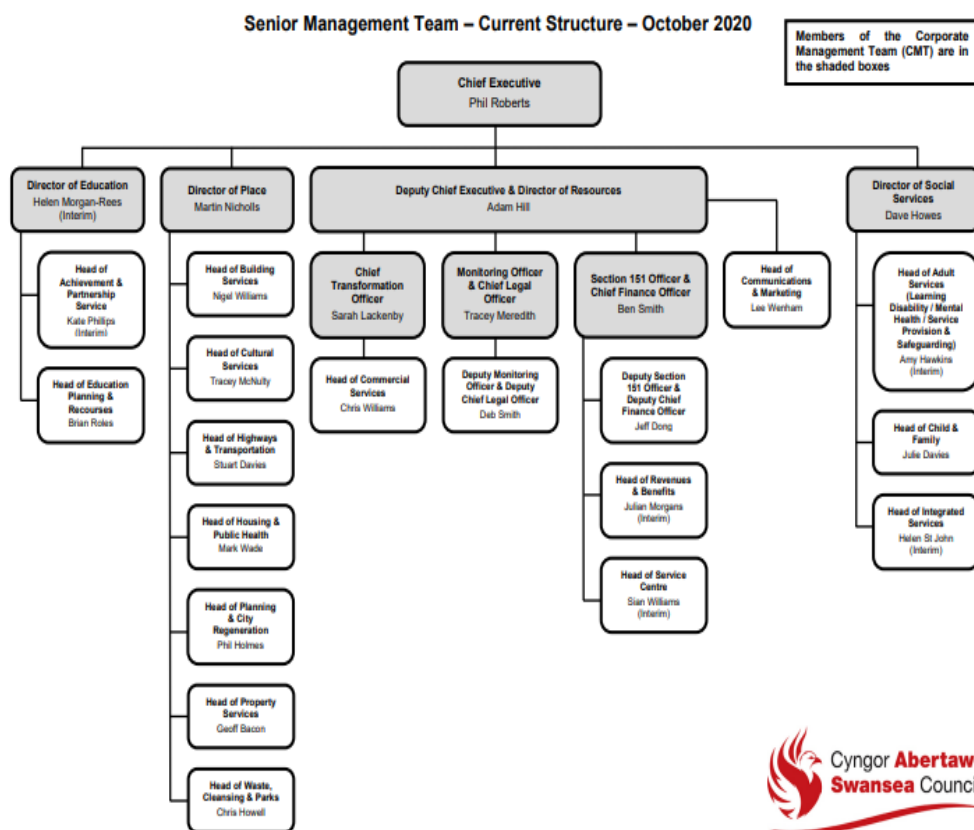 Senior Management Team – Current Structure – October 2020
Members of the Corporate
Management Team (CMT) are in
the shaded boxes
Chief Executive
Phil Roberts
Director of Education
Helen Morgan-Rees
(Interim)
Director of Place
Martin Nicholls
Deputy Chief Executive & Director of Resources
Adam Hill
Director of Social
Services
Dave Howes
Head of
Achievement &
Partnership
Service
Kate Phillips
(Interim)
Head of Education
Planning &
Recourses
Brian Roles
Head of Building
Services
Nigel Williams
Head of Cultural
Services
Tracey McNulty
Head of Highways
& Transportation
Stuart Davies
Head of Housing &
Public Health
Mark Wade
Head of Planning
& City
Regeneration
Phil Holmes
Head of Property
Services
Geoff Bacon
Head of Waste,
Cleansing & Parks
Chris Howell
Chief
Transformation
Officer
Sarah Lackenby
Head of Commercial
Services
Chris Williams
Monitoring Officer
& Chief Legal
Officer
Tracey Meredith
Deputy Monitoring
Officer & Deputy
Chief Legal Officer
Deb Smith
Section 151 Officer &
Chief Finance Officer
Ben Smith
Deputy Section
151 Officer &
Deputy Chief
Finance Officer
Jeff Dong
Head of Revenues
& Benefits
Julian Morgans
(Interim)
Head of Service
Centre
Sian Williams
(Interim)
Head of
Communications
& Marketing
Lee Wenham
Head of Adult
Services
(Learning
Disability / Mental
Health / Service
Provision &
Safeguarding)
Amy Hawkins
(Interim)
Head of Child &
Family
Julie Davies
Head of Integrated
Services
Helen St John
(Interim)
Cyngor Abertaw
Swansea Counci